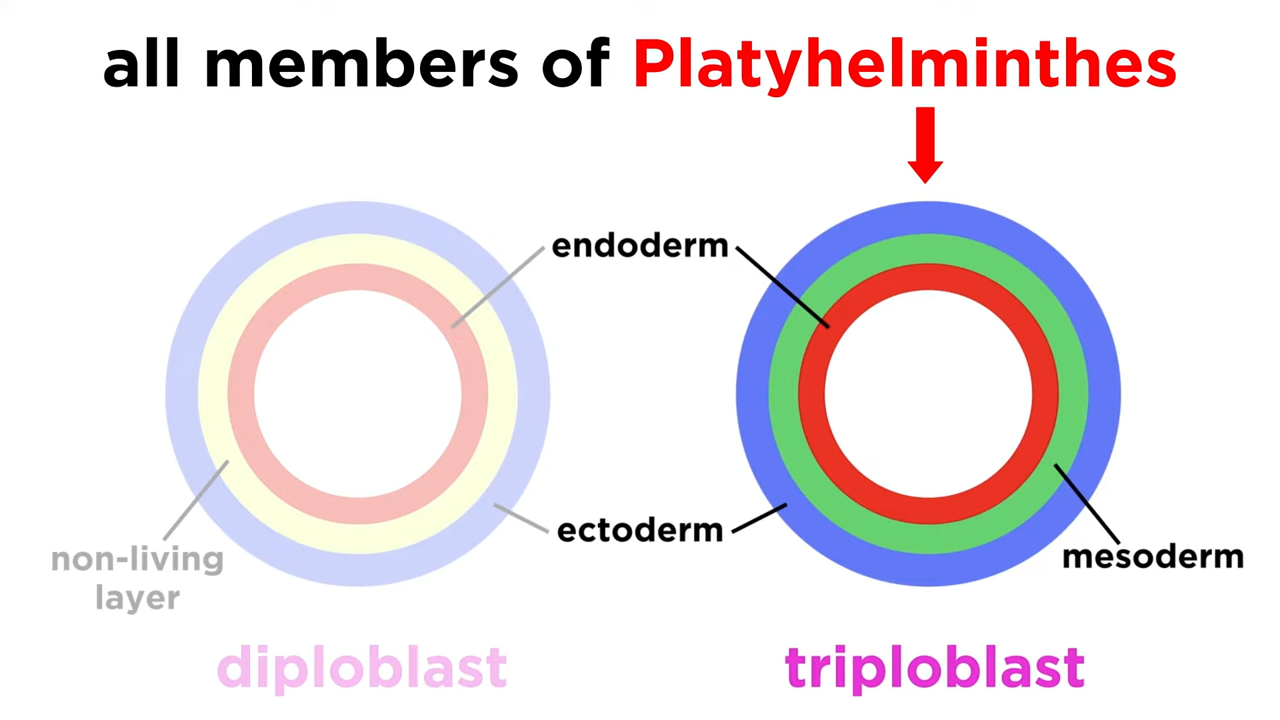 all members of Platyhelminthes
endoderm
ectoderm
non-living
layer
mesoderm
diploblast
triploblast